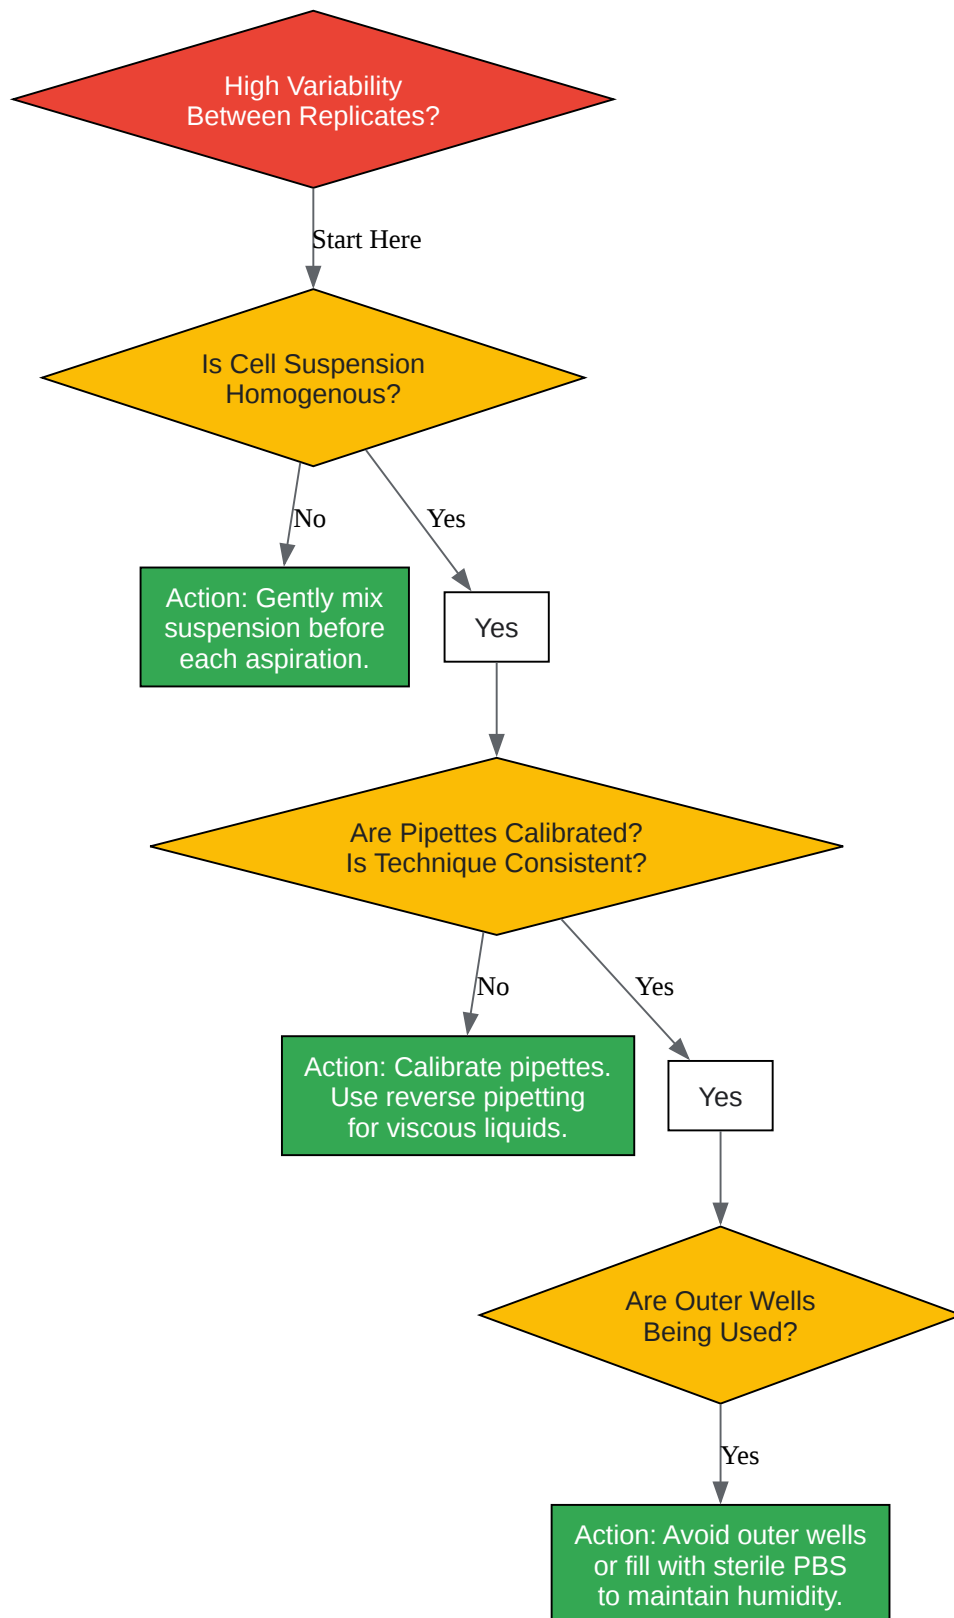 High Variability
Between Replicates?
Start Here
Is Cell Suspension
Homogenous?
No
Yes
Action: Gently mix
suspension before
each aspiration.
Yes
Are Pipettes Calibrated?
Is Technique Consistent?
No
Yes
Action: Calibrate pipettes.
Use reverse pipetting
for viscous liquids.
Yes
Are Outer Wells
Being Used?
Yes
Action: Avoid outer wells
or fill with sterile PBS
to maintain humidity.